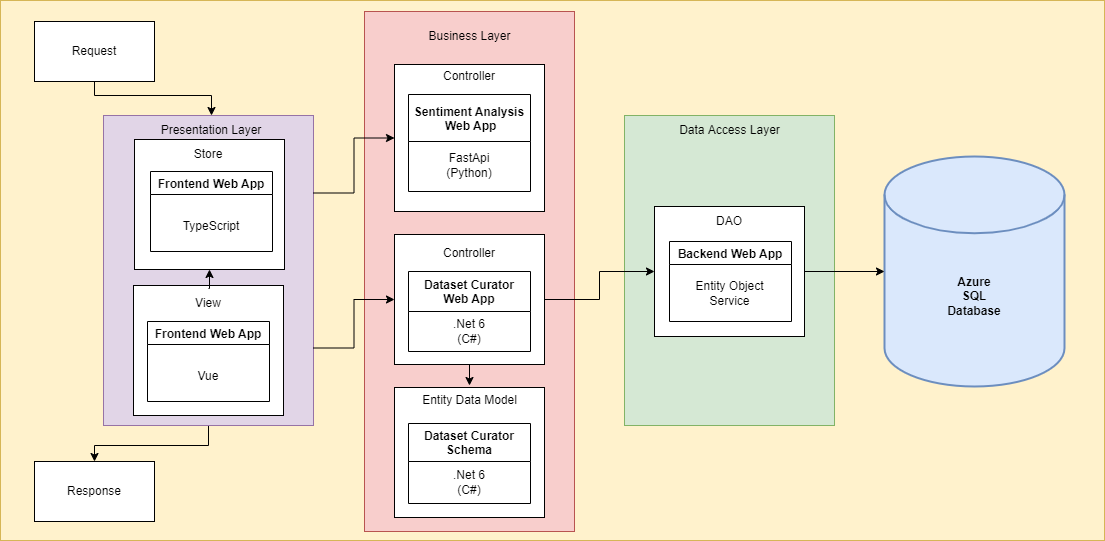 Request
Presentation Layer
Store
Frontend Web App
TypeScript
View
Frontend Web App
Vue
Response
Business Layer
Controller
Sentiment Analysis
Web App
FastApi
(Python)
Controller
Dataset Curator
Web App
.Net 6
(C#)
Entity Data Model
Dataset Curator
Schema
.Net 6
(C#)
Data Access Layer
DAO
Backend Web App
Entity Object
Service
Azure
SQL
Database